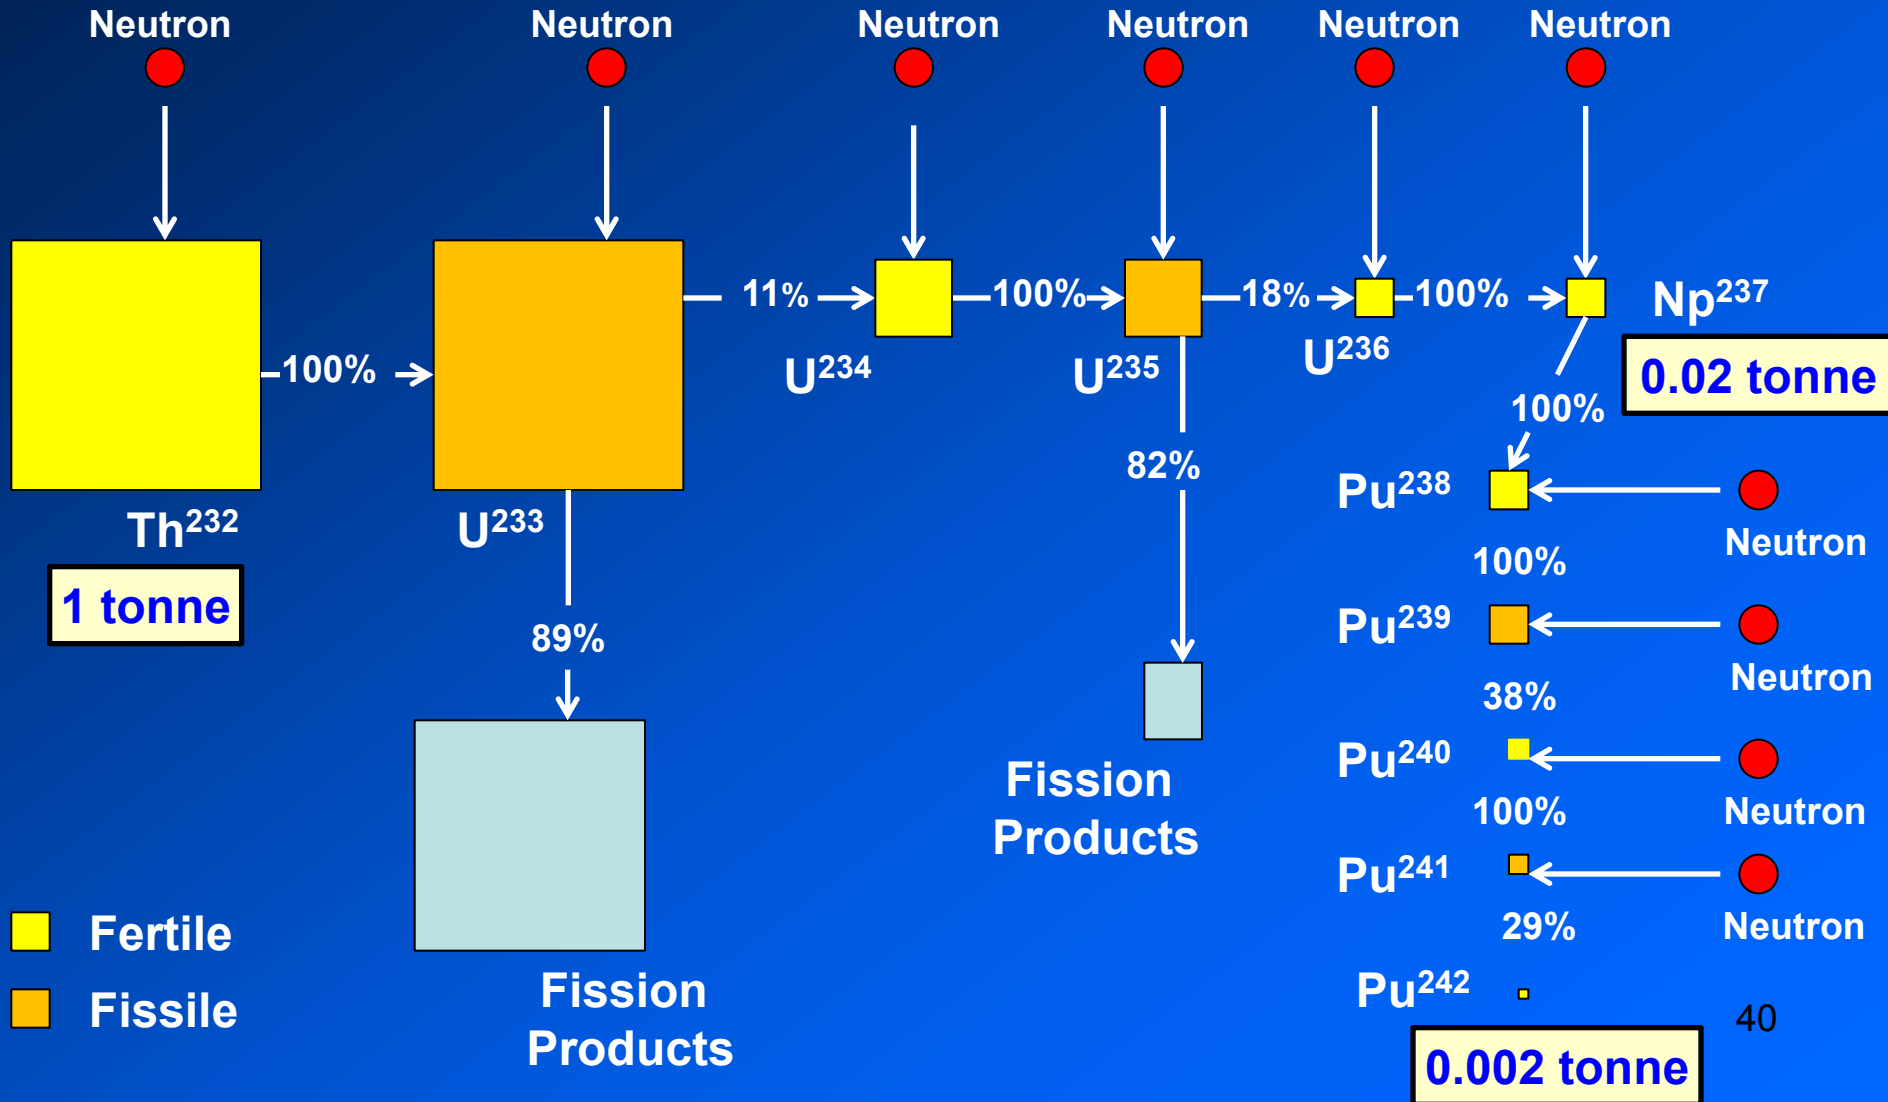 Neutron
Neutron
Neutron
Neutron
Neutron
Neutron
11%
100%
18%
100%
Np²³⁷
U²³⁴
U²³⁵
U²³⁶
100%
0.02 tonne
100%
82%
Pu²³⁸
Th²³²
U²³³
Neutron
100%
1 tonne
89%
Pu²³⁹
Neutron
38%
Pu²⁴⁰
Fission
Products
100%
Neutron
Pu²⁴¹
29%
Neutron
Fertile
Fissile
Fission
Products
Pu²⁴²
40
0.002 tonne